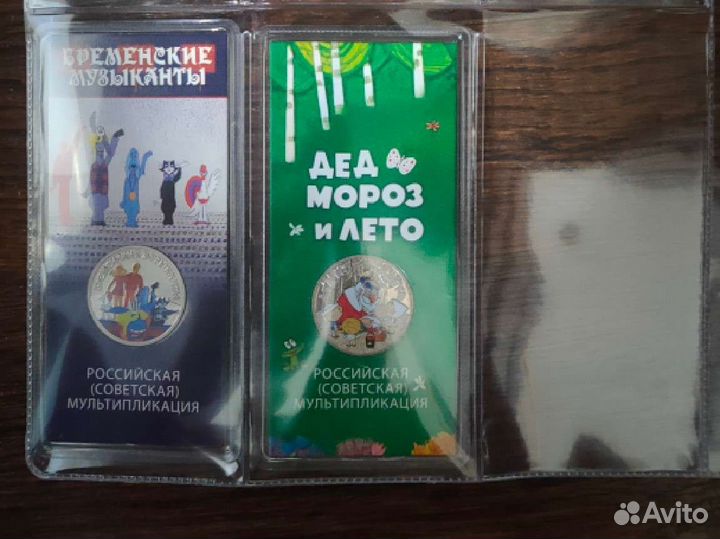 БРЕМЕНСКИЕ
МУЗЫКАНТЫ
РОССИЙСКАЯ
(СОВЕТСКАЯ)
МУЛЬТИПЛИКАЦИЯ
ДЕД
МОРОЗ
и ЛЕТО
РОССИЙСКАЯ
(СОВЕТСКАЯ)
МУЛЬТИПЛИКАЦИЯ
Avito